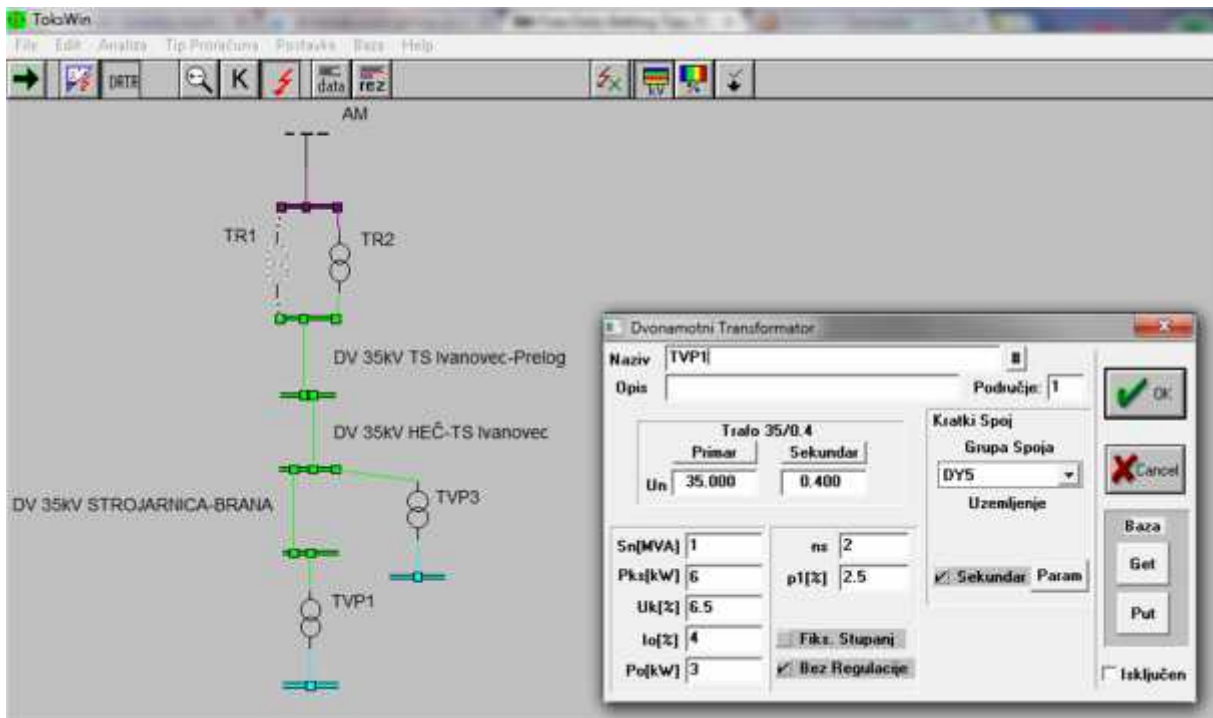 TokoWin
File Edit Analiza Tip Proračuna Postavke Baza Help
DRTB K data rez kV %
AM
TR1 TR2
DV 35kV TS Ivanovec-Prelog
DV 35kV HEČ-TS Ivanovec
DV 35kV STROJARNICA-BRANA
TVP3
TVP1
Dvonamotni Transformator
Naziv TVP1
Opis Područje: 1
OK
Trafo 35/0.4
Primar Sekundar
Un 35.000 0.400
Kratki Spoj
Grupa Spoja
DY5
Uzemljenje
Sekundar Param
Cancel
Sn[MVA] 1
Pks[kW] 6
Uk[%] 6.5
Io[%] 4
Po[kW] 3
ns 2
p1[%] 2.5
Fiks. Stupanj
Bez Regulacije
Baza
Get
Put
Isključen